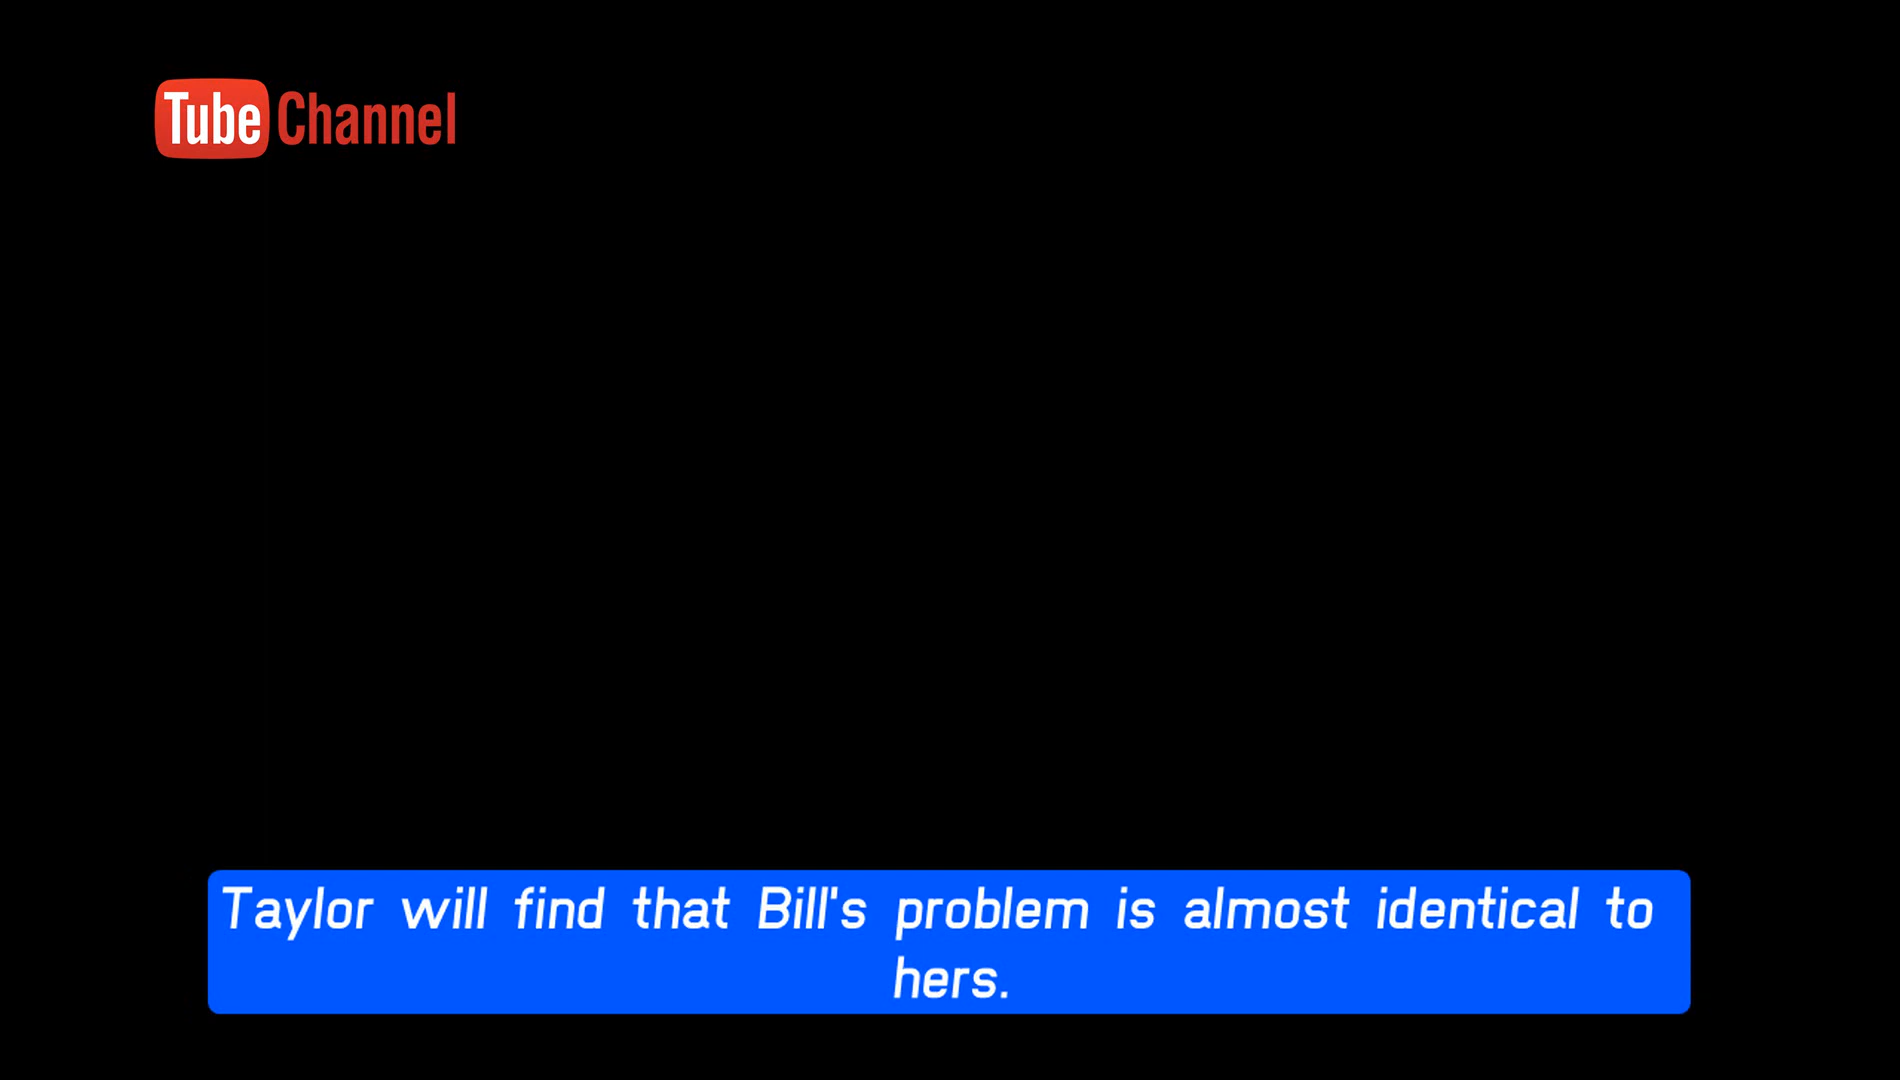 Tube Channel
Taylor will find that Bill's problem is almost identical to
hers.